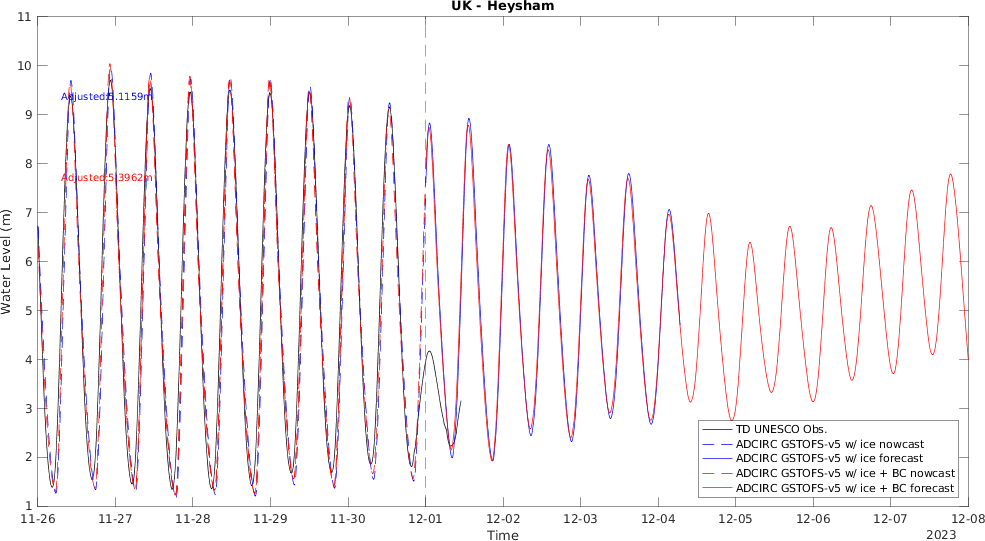 UK - Heysham
11
10
9
8
7
6
5
4
3
2
1
Water Level (m)
Adjusted:5.1159m
Adjusted:5.3962m
TD UNESCO Obs.
ADCIRC GSTOFS-v5 w/ ice nowcast
ADCIRC GSTOFS-v5 w/ ice forecast
ADCIRC GSTOFS-v5 w/ ice + BC nowcast
ADCIRC GSTOFS-v5 w/ ice + BC forecast
11-26 11-27 11-28 11-29 11-30 12-01 12-02 12-03 12-04 12-05 12-06 12-07 12-08
Time
2023